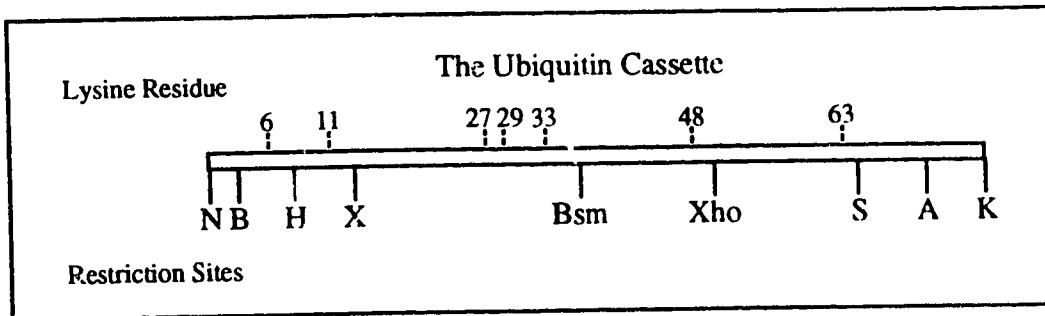 The Ubiquitin Cassette
Lysine Residue
6 11 27 29 33 48 63
N B H X Bsm Xho S A K
Restriction Sites